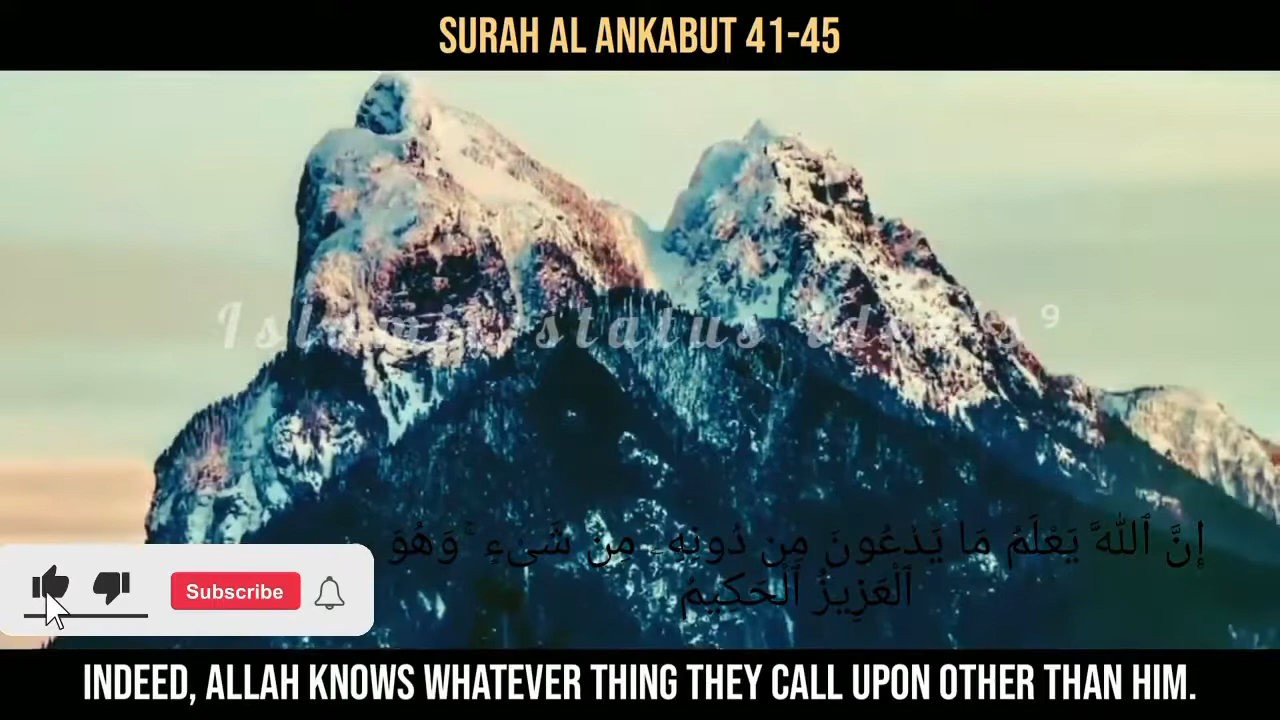 SURAH AL ANKABUT 41-45
إِنَّ ٱللَّهَ يَعْلَمُ مَا يَدْعُونَ مِن دُونِهِۦ مِن شَىْءٍ ۚ وَهُوَ
ٱلْعَزِيزُ ٱلْحَكِيمُ
Subscribe
INDEED, ALLAH KNOWS WHATEVER THING THEY CALL UPON OTHER THAN HIM.